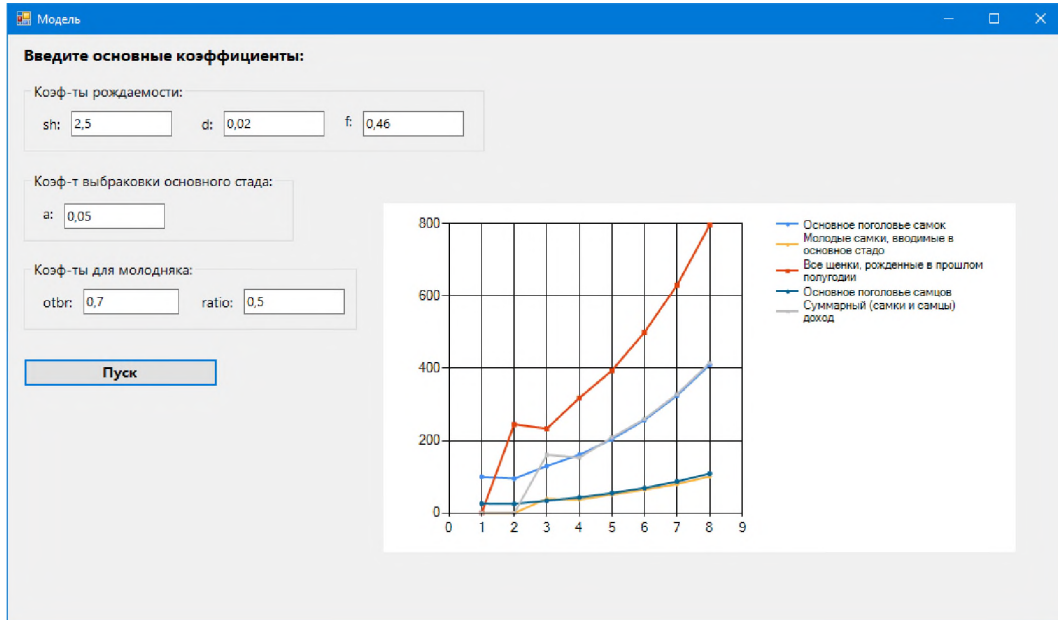 Модель
Введите основные коэффициенты:
Коэф-ты рождаемости:
sh: 2,5 d: 0,02 f: 0,46
Коэф-т выбраковки основного стада:
a: 0,05
Коэф-ты для молодняка:
otbr: 0,7 ratio: 0,5
Пуск
800
600
400
200
0
0 1 2 3 4 5 6 7 8 9
Основное поголовье самок
Молодые самки, вводимые в
основное стадо
Все щенки, рожденные в прошлом
полугодии
Основное поголовье самцов
Суммарный (самки и самцы)
доход